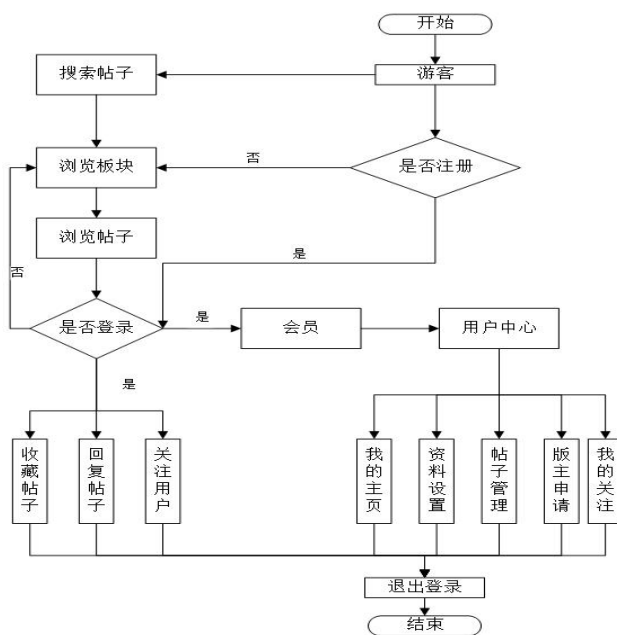 开始
搜索帖子
游客
浏览板块
否
是否注册
浏览帖子
否
是
是否登录
是
会员
用户中心
是
收藏帖子
回复帖子
关注用户
我的主页
资料设置
帖子管理
版主申请
我的关注
退出登录
结束